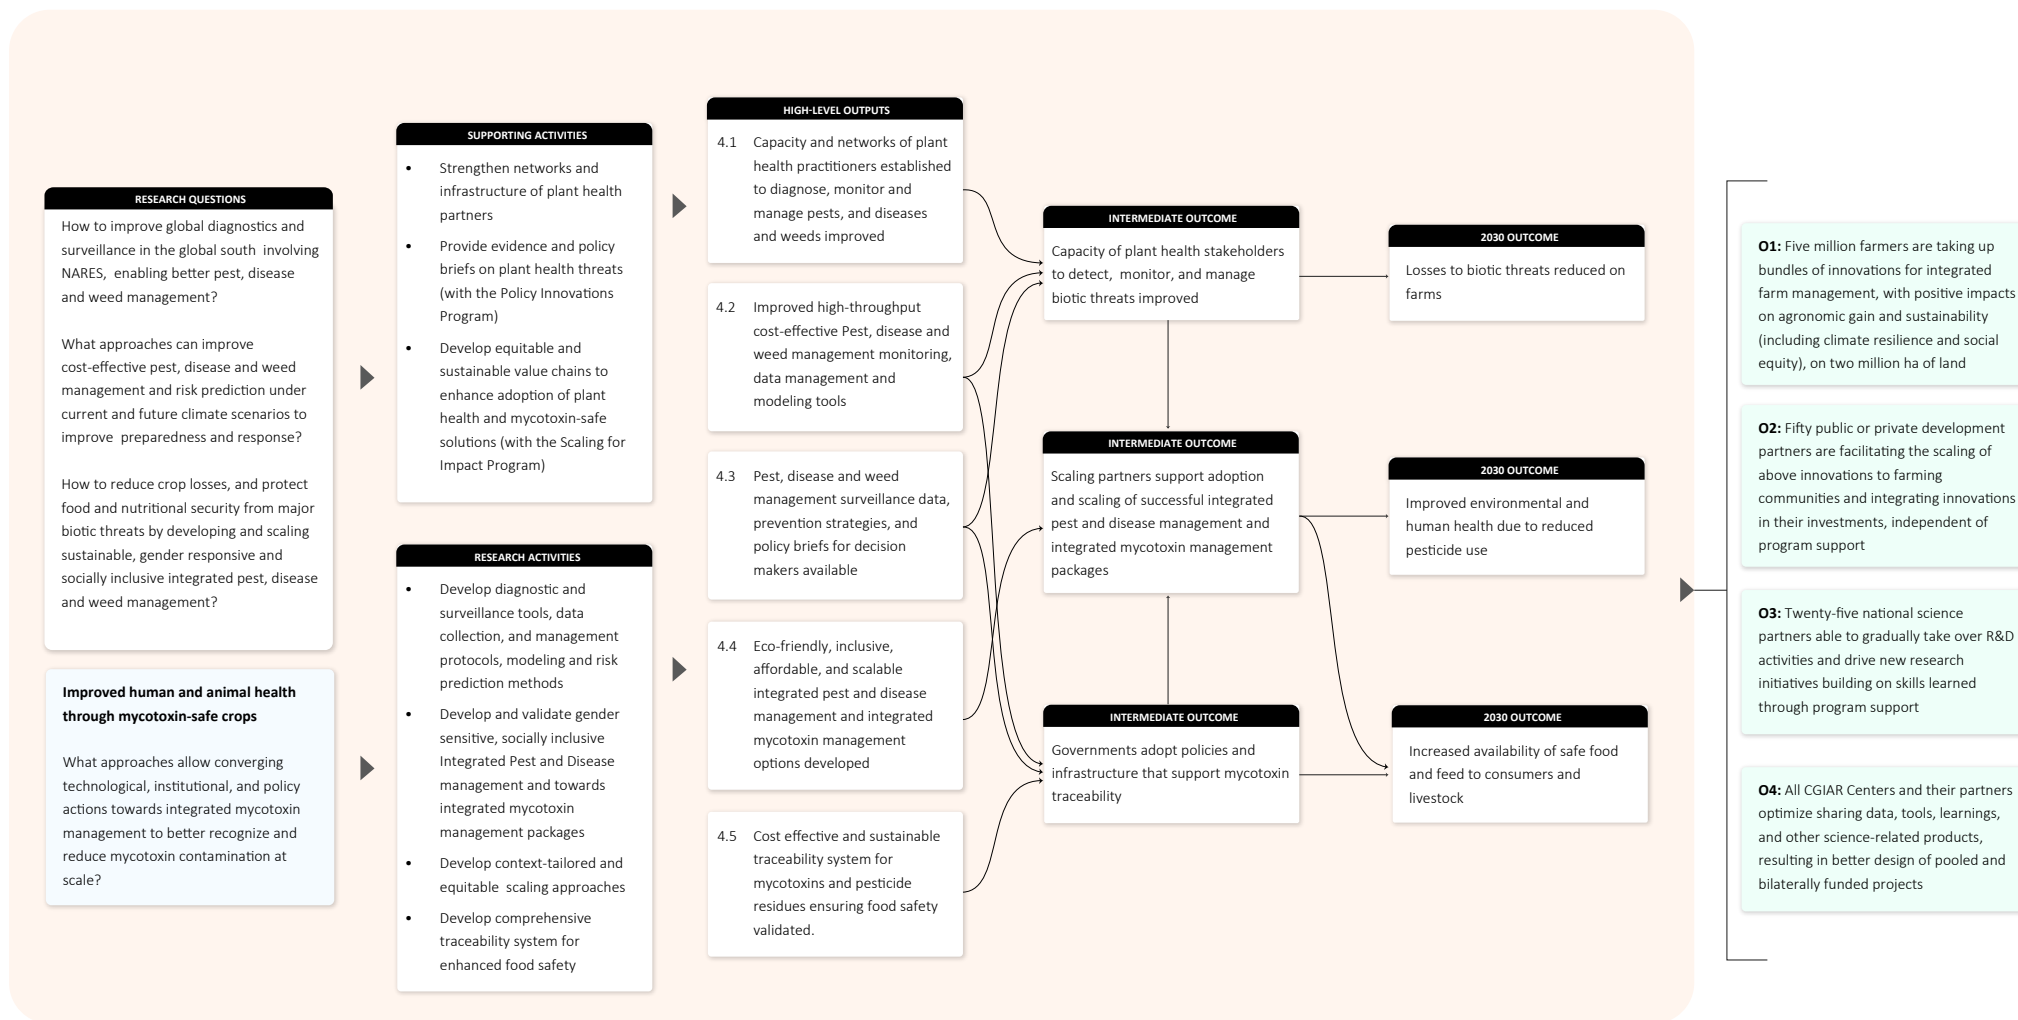 RESEARCH QUESTIONS
How to improve global diagnostics and
surveillance in the global south involving
NARES, enabling better pest, disease
and weed management?
What approaches can improve
cost-effective pest, disease and weed
management and risk prediction under
current and future climate scenarios to
improve preparedness and response?
How to reduce crop losses, and protect
food and nutritional security from major
biotic threats by developing and scaling
sustainable, gender responsive and
socially inclusive integrated pest, disease
and weed management?
Improved human and animal health
through mycotoxin-safe crops
What approaches allow converging
technological, institutional, and policy
actions towards integrated mycotoxin
management to better recognize and
reduce mycotoxin contamination at
scale?
SUPPORTING ACTIVITIES
• Strengthen networks and
infrastructure of plant health
partners
• Provide evidence and policy
briefs on plant health threats
(with the Policy Innovations
Program)
• Develop equitable and
sustainable value chains to
enhance adoption of plant
health and mycotoxin-safe
solutions (with the Scaling for
Impact Program)
RESEARCH ACTIVITIES
• Develop diagnostic and
surveillance tools, data
collection, and management
protocols, modeling and risk
prediction methods
• Develop and validate gender
sensitive, socially inclusive
Integrated Pest and Disease
management and towards
integrated mycotoxin
management packages
• Develop context-tailored and
equitable scaling approaches
• Develop comprehensive
traceability system for
enhanced food safety
HIGH-LEVEL OUTPUTS
4.1 Capacity and networks of plant
health practitioners established
to diagnose, monitor and
manage pests, and diseases
and weeds improved
4.2 Improved high-throughput
cost-effective Pest, disease and
weed management monitoring,
data management and
modeling tools
4.3 Pest, disease and weed
management surveillance data,
prevention strategies, and
policy briefs for decision
makers available
4.4 Eco-friendly, inclusive,
affordable, and scalable
integrated pest and disease
management and integrated
mycotoxin management
options developed
4.5 Cost effective and sustainable
traceability system for
mycotoxins and pesticide
residues ensuring food safety
validated.
INTERMEDIATE OUTCOME
Capacity of plant health stakeholders
to detect, monitor, and manage
biotic threats improved
INTERMEDIATE OUTCOME
Scaling partners support adoption
and scaling of successful integrated
pest and disease management and
integrated mycotoxin management
packages
INTERMEDIATE OUTCOME
Governments adopt policies and
infrastructure that support mycotoxin
traceability
2030 OUTCOME
Losses to biotic threats reduced on
farms
2030 OUTCOME
Improved environmental and
human health due to reduced
pesticide use
2030 OUTCOME
Increased availability of safe food
and feed to consumers and
livestock
O1: Five million farmers are taking up
bundles of innovations for integrated
farm management, with positive impacts
on agronomic gain and sustainability
(including climate resilience and social
equity), on two million ha of land
O2: Fifty public or private development
partners are facilitating the scaling of
above innovations to farming
communities and integrating innovations
in their investments, independent of
program support
O3: Twenty-five national science
partners able to gradually take over R&D
activities and drive new research
initiatives building on skills learned
through program support
O4: All CGIAR Centers and their partners
optimize sharing data, tools, learnings,
and other science-related products,
resulting in better design of pooled and
bilaterally funded projects